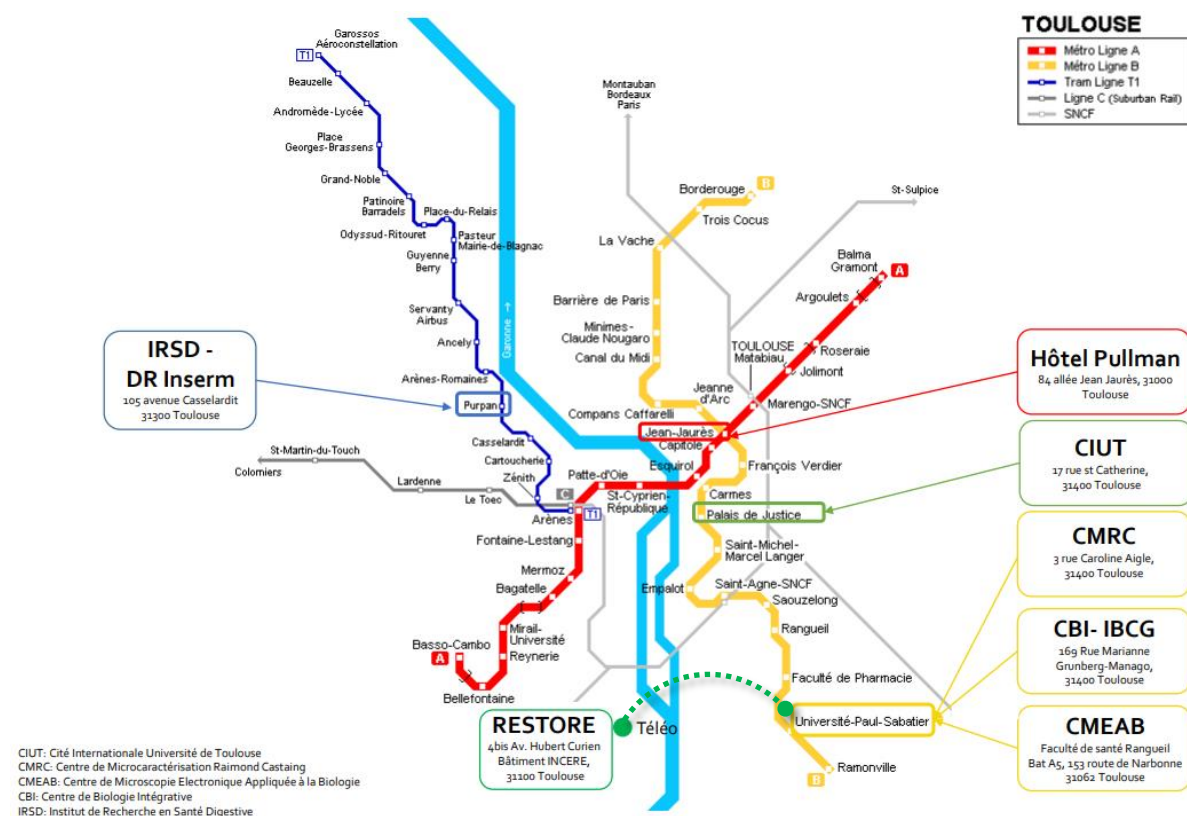 TOULOUSE
Métro Ligne A
Métro Ligne B
Tram Ligne T1
Ligne C (Suburban Rail)
SNCF
Garossos
Aéroconstellation
T1
Beauzelle
Andromède-Lycée
Place
Georges-Brassens
Grand-Noble
Patinoire
Barradels
Place-du-Relais
Odyssud-Ritouret
Pasteur
Mairie-de-Blagnac
Guyenne
Berry
Servanty
Airbus
Ancely
Arènes-Romaines
Purpan
Casselardit
Cartoucherie
Zénith
Arènes
T1
C
St-Martin-du-Touch
Colomiers
Lardenne
Le Toec
Garonne →
Montauban
Bordeaux
Paris
St-Sulpice
Borderouge
B
Trois Cocus
La Vache
Barrière de Paris
Minimes-
Claude Nougaro
Canal du Midi
Compans Caffarelli
Jeanne
d'Arc
Balma
Gramont
A
Argoulets
Roseraie
TOULOUSE
Matabiau
Jolimont
Marengo-SNCF
Jean-Jaurès
Capitole
Esquirol
François Verdier
Patte-d'Oie
St-Cyprien-
République
Carmes
Palais de Justice
Fontaine-Lestang
Mermoz
Bagatelle
Mirail-
Université
Reynerie
Basso-Cambo
A
Bellefontaine
Saint-Michel-
Marcel Langer
Empalot
Saint-Agne-SNCF
Saouzelong
Rangueil
Faculté de Pharmacie
Université-Paul-Sabatier
Ramonville
B
Téléo
IRSD -
DR Inserm
105 avenue Casselardit
31300 Toulouse
Hôtel Pullman
84 allée Jean Jaurès, 31000
Toulouse
CIUT
17 rue st Catherine,
31400 Toulouse
CMRC
3 rue Caroline Aigle,
31400 Toulouse
CBI- IBCG
169 Rue Marianne
Grunberg-Manago,
31400 Toulouse
CMEAB
Faculté de santé Rangueil
Bat A5, 153 route de Narbonne
31062 Toulouse
RESTORE
4bis Av. Hubert Curien
Bâtiment INCERE,
31100 Toulouse
CIUT: Cité Internationale Université de Toulouse
CMRC: Centre de Microcaractérisation Raimond Castaing
CMEAB: Centre de Microscopie Electronique Appliquée à la Biologie
CBI: Centre de Biologie Intégrative
IRSD: Institut de Recherche en Santé Digestive